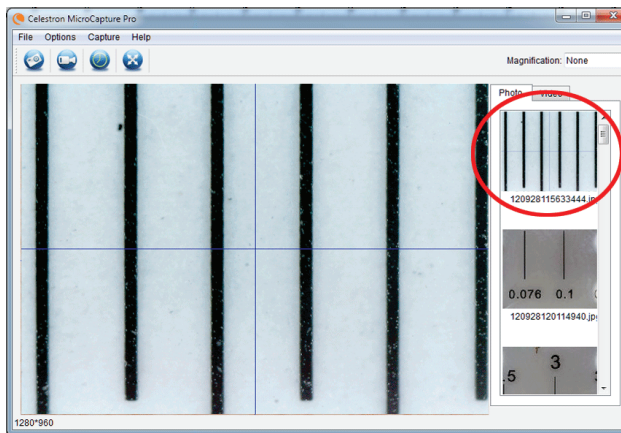 Celestron MicroCapture Pro
File Options Capture Help
Magnification: None
Photo Video
120928115633444.jpg
0.076 0.1
120928120114940.jpg
.5 3
1280*960